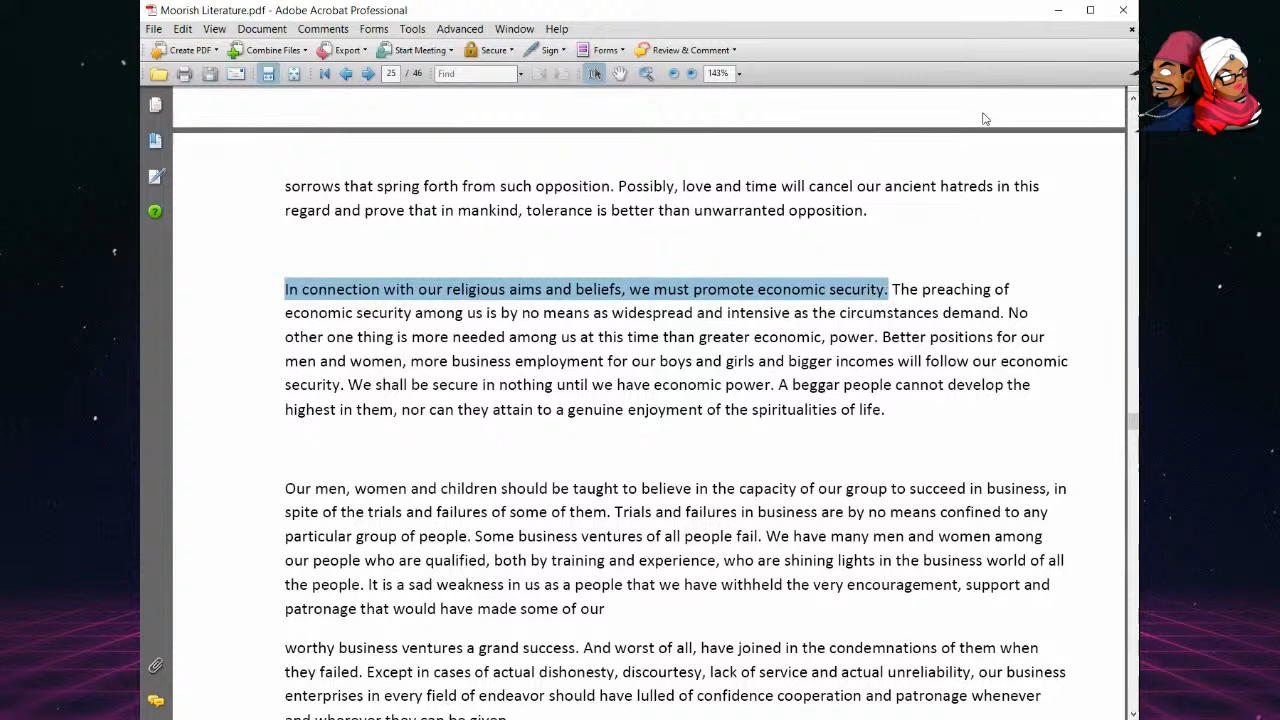 Moorish Literature.pdf - Adobe Acrobat Professional
File Edit View Document Comments Forms Tools Advanced Window Help
Create PDF Combine Files Export Start Meeting Secure Sign Forms Review & Comment
25 / 46 Find 143%
sorrows that spring forth from such opposition. Possibly, love and time will cancel our ancient hatreds in this
regard and prove that in mankind, tolerance is better than unwarranted opposition.
In connection with our religious aims and beliefs, we must promote economic security. The preaching of
economic security among us is by no means as widespread and intensive as the circumstances demand. No
other one thing is more needed among us at this time than greater economic, power. Better positions for our
men and women, more business employment for our boys and girls and bigger incomes will follow our economic
security. We shall be secure in nothing until we have economic power. A beggar people cannot develop the
highest in them, nor can they attain to a genuine enjoyment of the spiritualities of life.
Our men, women and children should be taught to believe in the capacity of our group to succeed in business, in
spite of the trials and failures of some of them. Trials and failures in business are by no means confined to any
particular group of people. Some business ventures of all people fail. We have many men and women among
our people who are qualified, both by training and experience, who are shining lights in the business world of all
the people. It is a sad weakness in us as a people that we have withheld the very encouragement, support and
patronage that would have made some of our
worthy business ventures a grand success. And worst of all, have joined in the condemnations of them when
they failed. Except in cases of actual dishonesty, discourtesy, lack of service and actual unreliability, our business
enterprises in every field of endeavor should have lulled of confidence cooperation and patronage whenever
and wherever they can be given